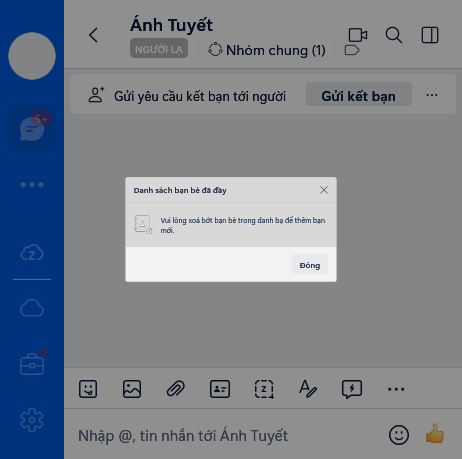 Ánh Tuyết
NGƯỜI LẠ
Nhóm chung (1)
5+
Gửi yêu cầu kết bạn tới người
Gửi kết bạn
Danh sách bạn bè đã đầy
Vui lòng xoá bớt bạn bè trong danh bạ để thêm bạn
mới.
Đóng
Nhập @, tin nhắn tới Ánh Tuyết